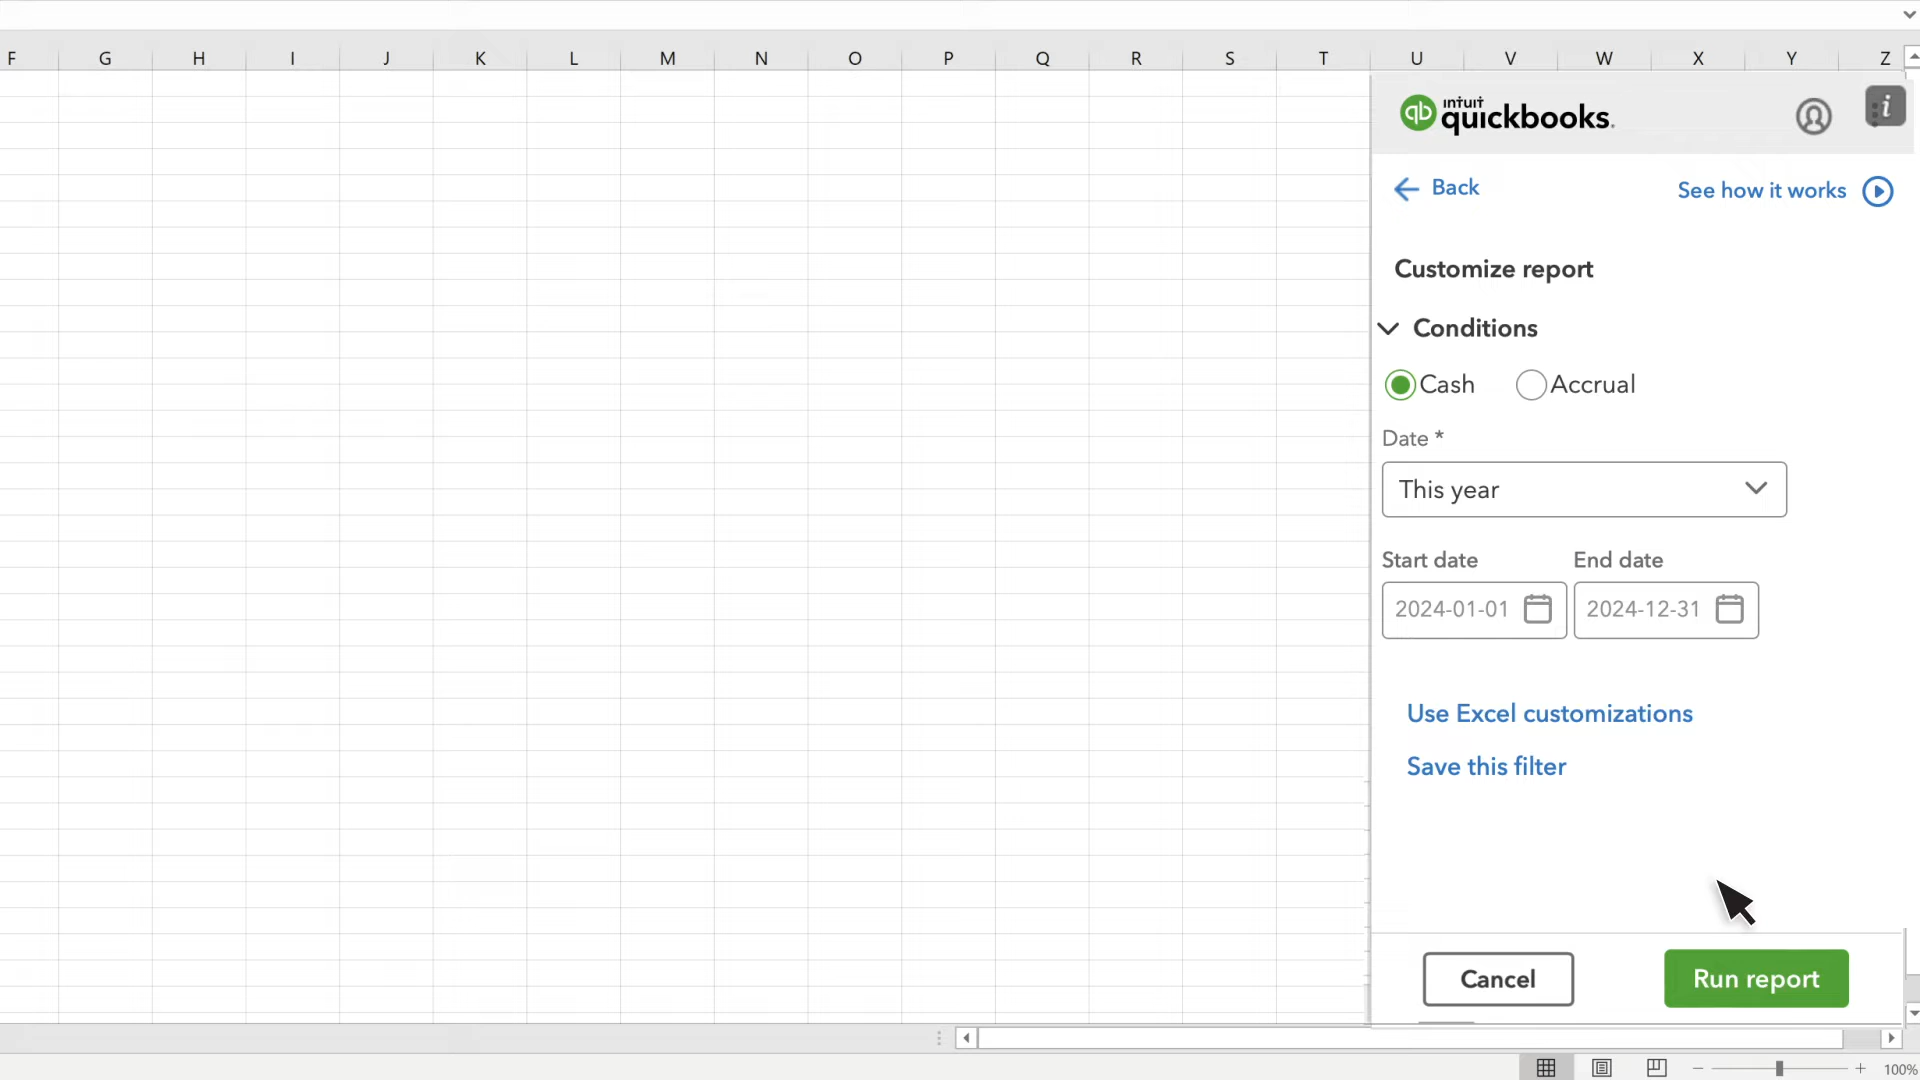 F G H I J K L M N O P Q R S T U V W X Y Z
intuit
qb quickbooks.
i
Back
See how it works
Customize report
Conditions
Cash Accrual
Date *
This year
Start date End date
2024-01-01 2024-12-31
Use Excel customizations
Save this filter
Cancel Run report
− + 100%